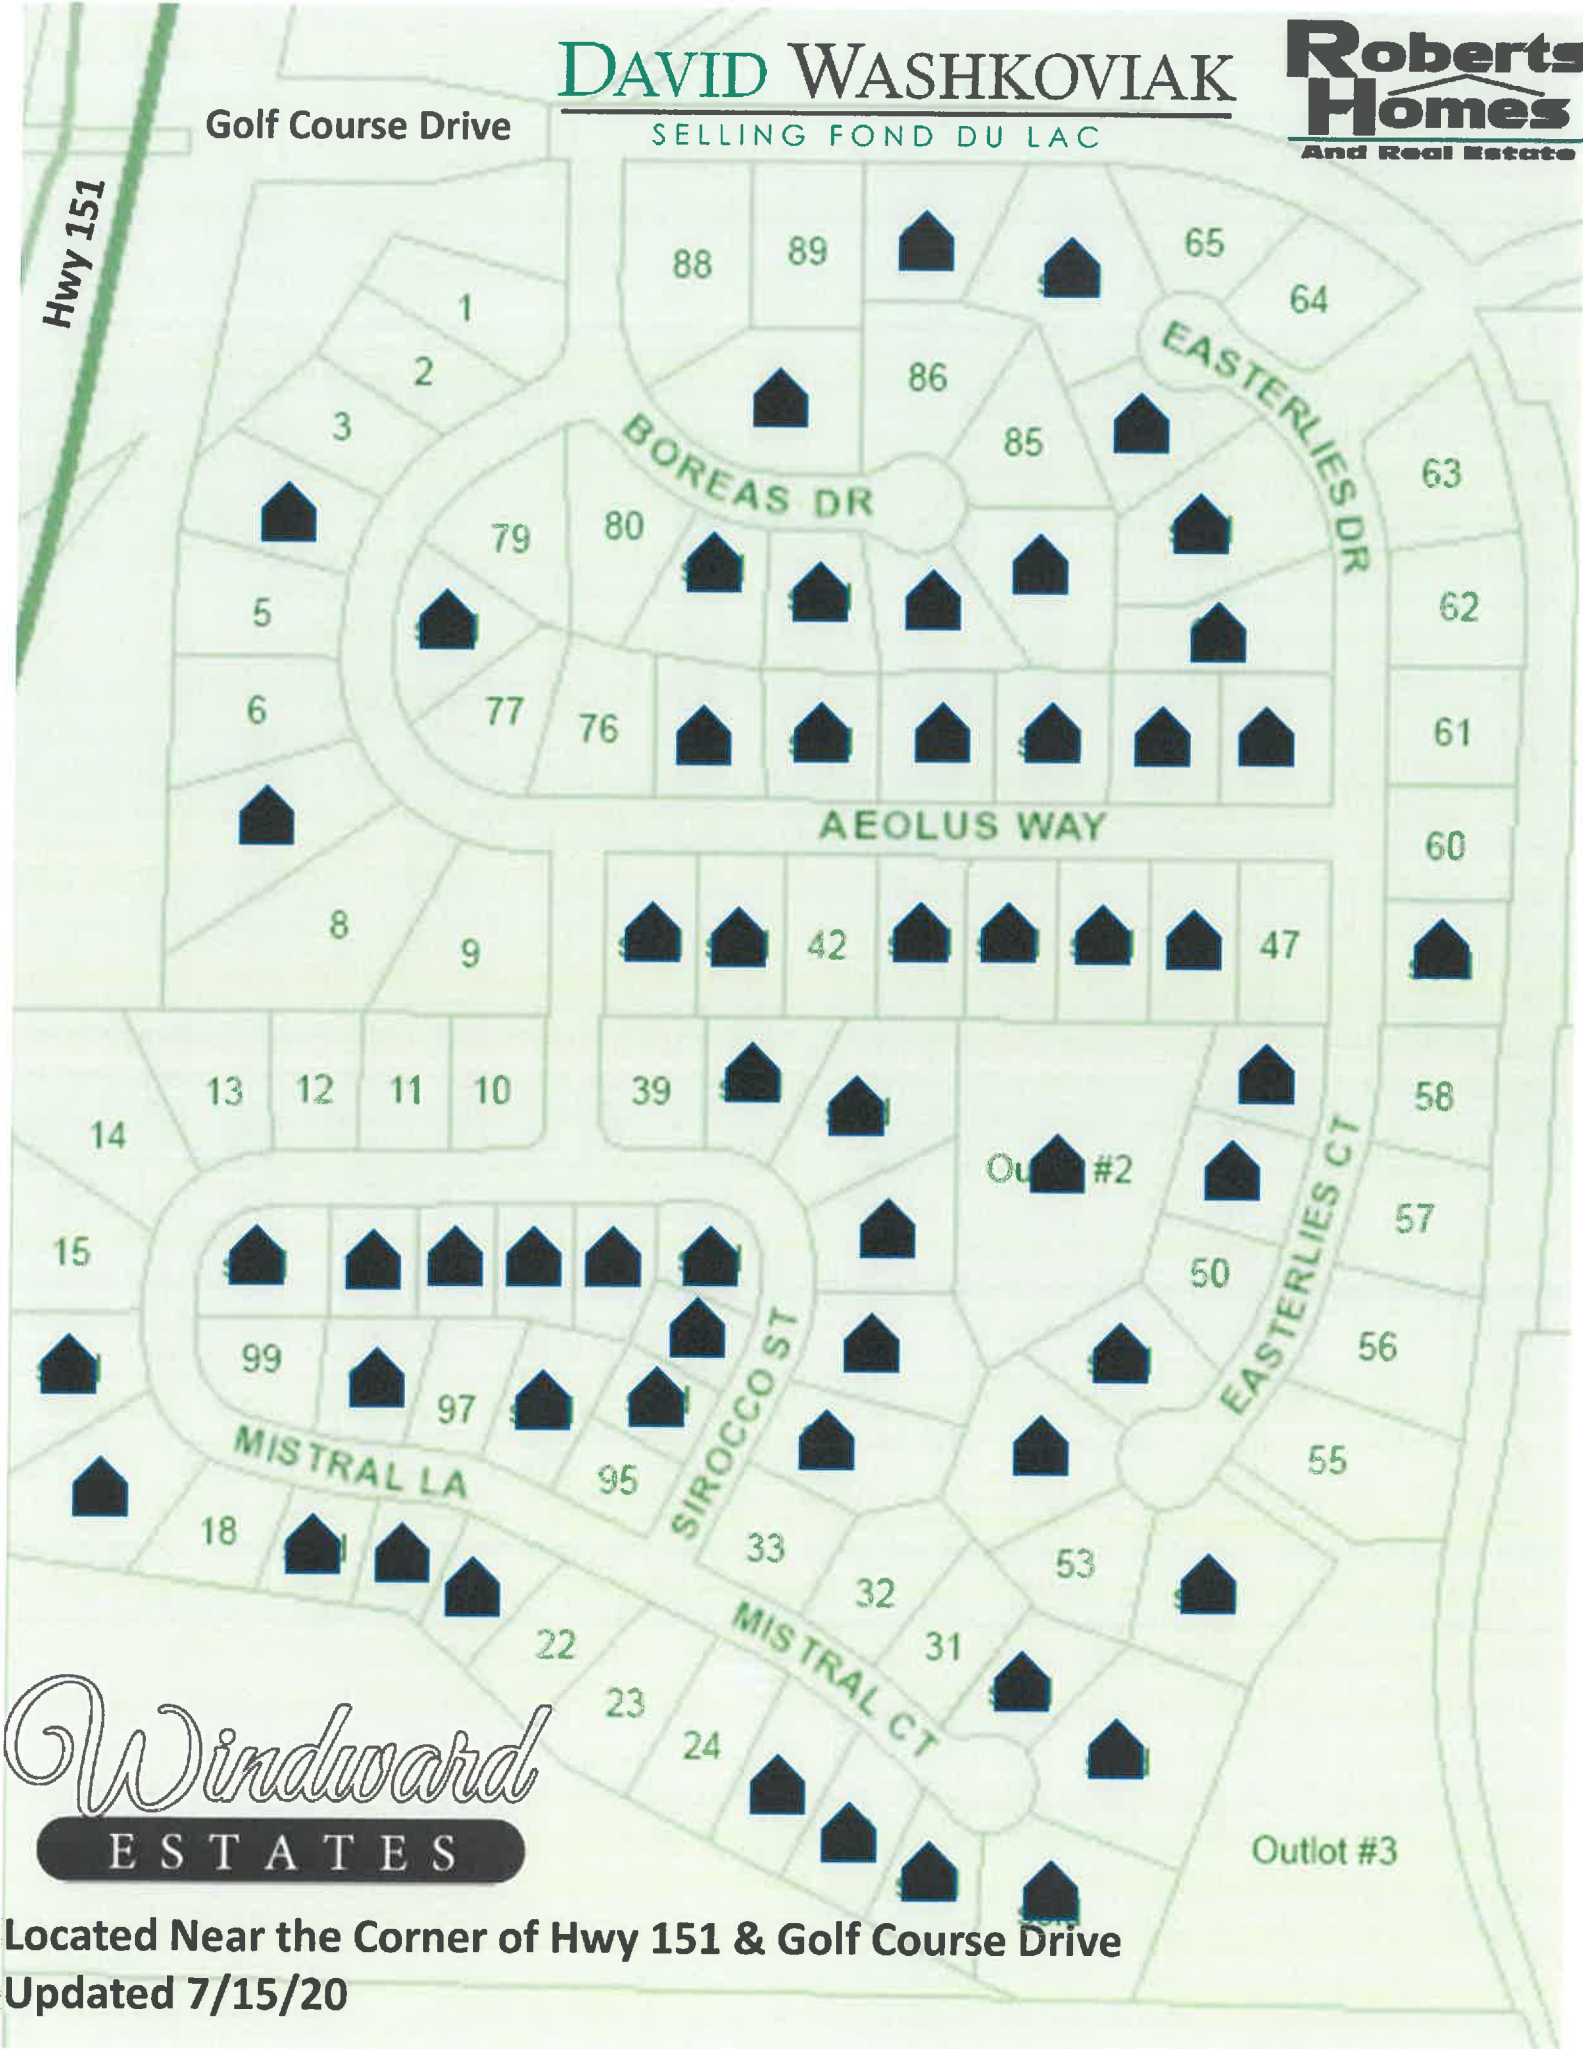 DAVID WASHKOVIAK
SELLING FOND DU LAC
Roberts
Homes
And Real Estate
Golf Course Drive
Hwy 151
88
89
65
64
1
2
3
86
85
EASTERLIES DR
BOREAS DR
63
79
80
5
62
6
77
76
61
AEOLUS WAY
60
8
9
42
47
13
12
11
10
39
58
14
#2
57
15
50
EASTERLIES CT
99
97
56
SIROCCO ST
MISTRAL LA
95
55
18
33
32
53
31
MISTRAL CT
22
23
24
Windward
ESTATES
Outlot #3
Located Near the Corner of Hwy 151 & Golf Course Drive
Updated 7/15/20